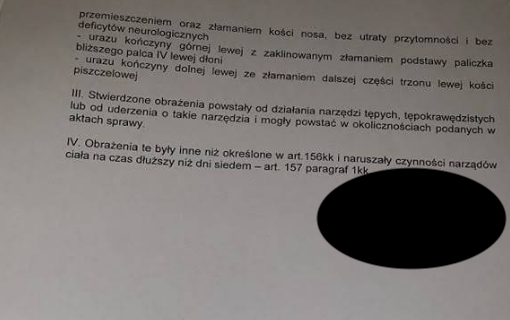 przemieszczeniem oraz złamaniem kości nosa, bez utraty przytomności i bez
deficytów neurologicznych
- urazu kończyny górnej lewej z zaklinowanym złamaniem podstawy paliczka
bliższego palca IV lewej dłoni
- urazu kończyny dolnej lewej ze złamaniem dalszej części trzonu lewej kości
piszczelowej
III. Stwierdzone obrażenia powstały od działania narzędzi tępych, tępokrawędzistych
lub od uderzenia o takie narzędzia i mogły powstać w okolicznościach podanych w
aktach sprawy.
IV. Obrażenia te były inne niż określone w art.156kk i naruszały czynności narządów
ciała na czas dłuższy niż dni siedem – art. 157 paragraf 1kk